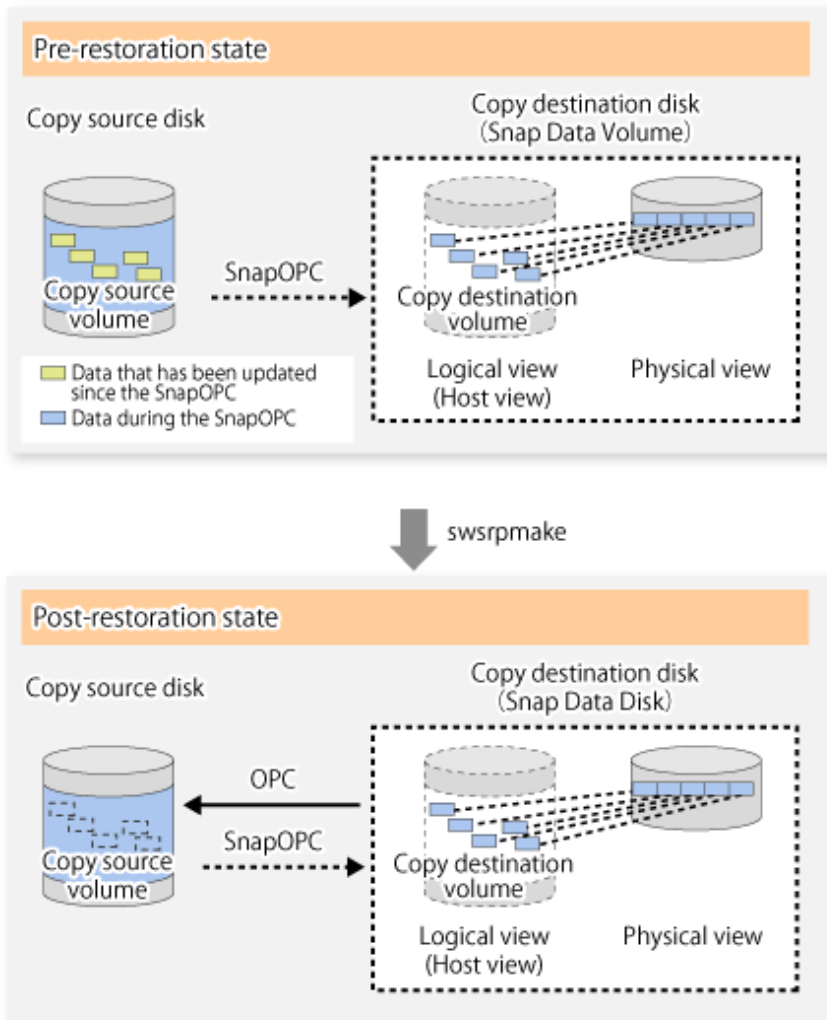 Pre-restoration state
Copy source disk
Copy destination disk
(Snap Data Volume)
SnapOPC
Copy source
volume
Copy destination
volume
Data that has been updated
since the SnapOPC
Data during the SnapOPC
Logical view
(Host view)
Physical view
swsrpmake
Post-restoration state
Copy source disk
Copy destination disk
(Snap Data Disk)
OPC
SnapOPC
Copy source
volume
Copy destination
volume
Logical view
(Host view)
Physical view